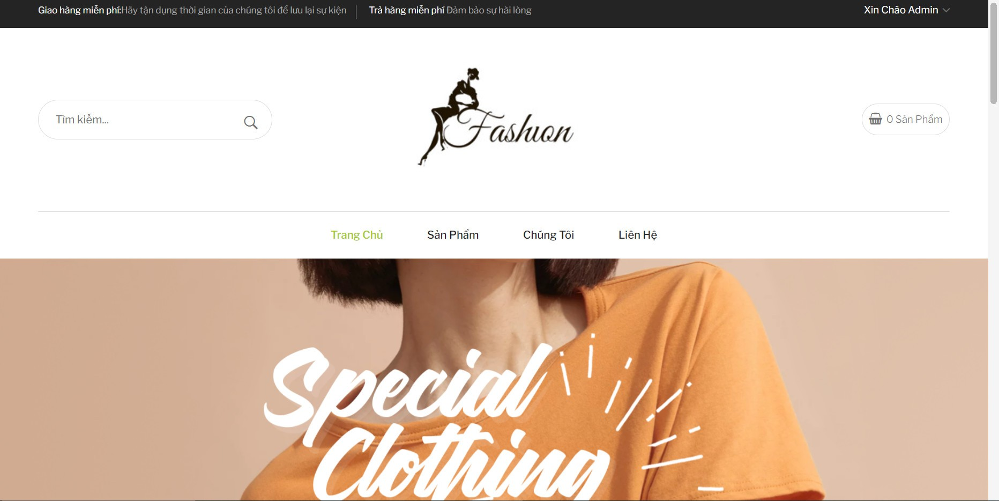 Giao hàng miễn phí:Hãy tận dụng thời gian của chúng tôi để lưu lại sự kiện
Trả hàng miễn phí Đảm bảo sự hài lòng
Xin Chào Admin
Tìm kiếm...
Fashion
0 Sản Phẩm
Trang Chủ
Sản Phẩm
Chúng Tôi
Liên Hệ
Special
Clothing